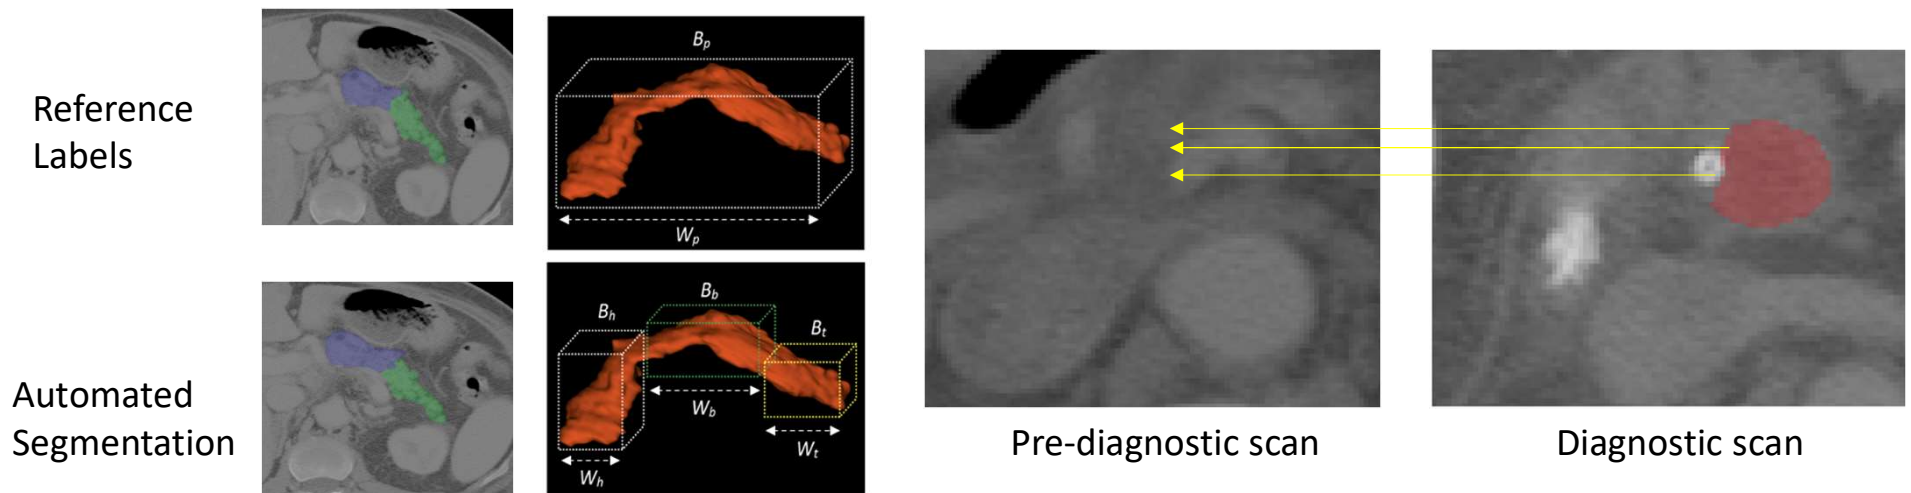 Reference
Labels
Bp
Wp
Automated
Segmentation
Bh
Bb
Bt
Wh
Wb
Wt
Pre-diagnostic scan
Diagnostic scan